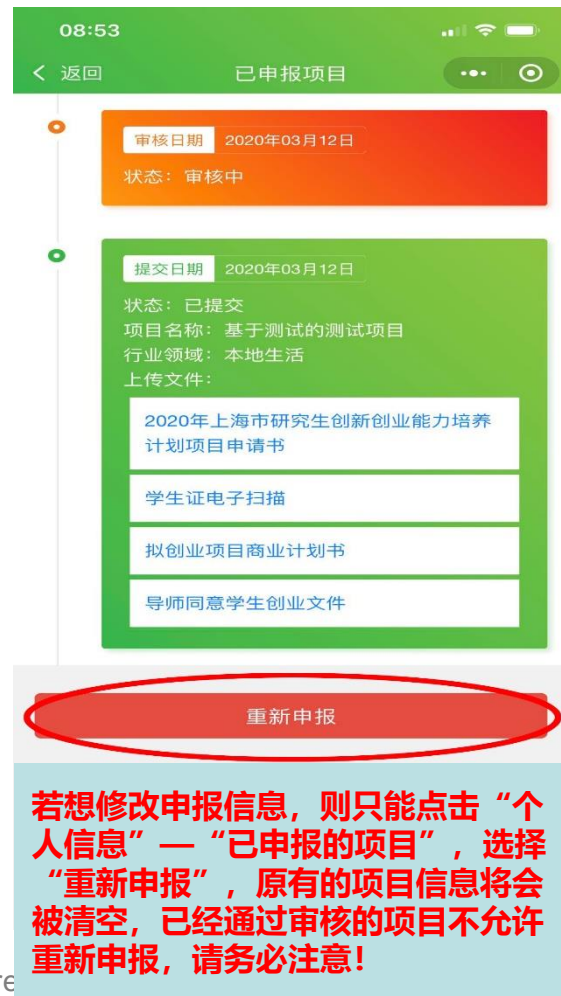 08:53
返回
已申报项目
审核日期 2020年03月12日
状态：审核中
提交日期 2020年03月12日
状态：已提交
项目名称：基于测试的测试项目
行业领域：本地生活
上传文件：
2020年上海市研究生创新创业能力培养
计划项目申请书
学生证电子扫描
拟创业项目商业计划书
导师同意学生创业文件
重新申报
若想修改申报信息，则只能点击“个
人信息”—“已申报的项目”，选择
“重新申报”，原有的项目信息将会
被清空，已经通过审核的项目不允许
重新申报，请务必注意！
re